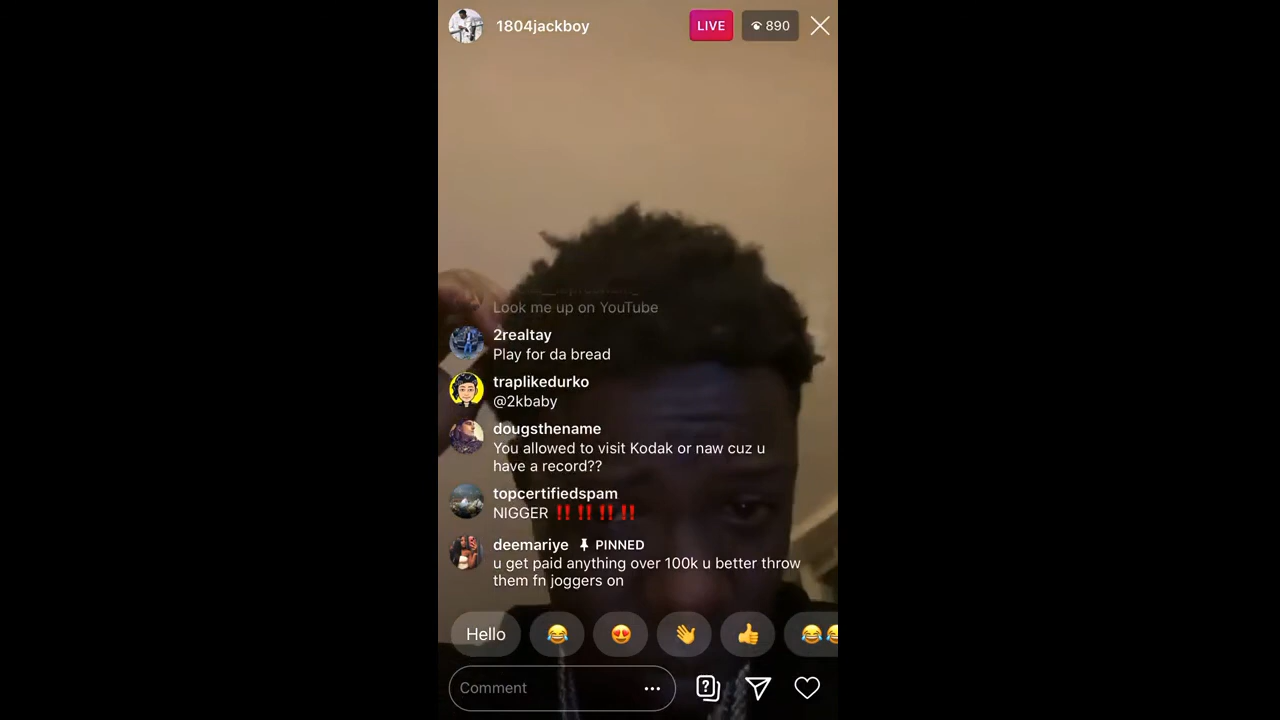 1804jackboy
LIVE
890
Look me up on YouTube
2realtay
Play for da bread
traplikedurko
@2kbaby
dougsthename
You allowed to visit Kodak or naw cuz u
have a record??
topcertifiedspam
NIGGER ‼️ ‼️ ‼️ ‼️
deemariye PINNED
u get paid anything over 100k u better throw
them fn joggers on
Hello
Comment